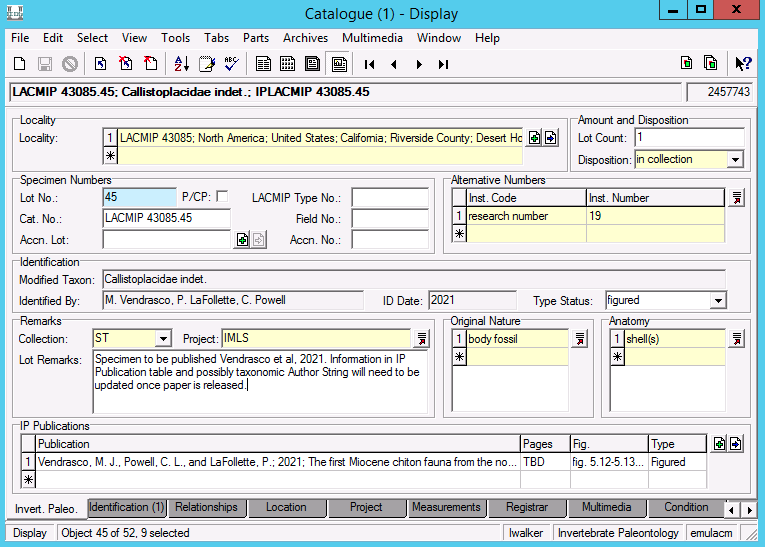 Catalogue (1) - Display
File Edit Select View Tools Tabs Parts Archives Multimedia Window Help
LACMIP 43085.45; Callistoplacidae indet.; IPLACMIP 43085.45 2457743
Locality
Locality: 1 LACMIP 43085; North America; United States; California; Riverside County; Desert Ho
Amount and Disposition
Lot Count: 1
Disposition: in collection
Specimen Numbers
Lot No.: 45 P/CP: LACMIP Type No.:
Cat. No.: LACMIP 43085.45 Field No.:
Accn. Lot: Accn. No.:
Alternative Numbers
Inst. Code Inst. Number
1 research number 19
Identification
Modified Taxon: Callistoplacidae indet.
Identified By: M. Vendrasco, P. LaFollette, C. Powell ID Date: 2021 Type Status: figured
Remarks
Collection: ST Project: IMLS
Lot Remarks: Specimen to be published Vendrasco et al, 2021. Information in IP
Publication table and possibly taxonomic Author String will need to be
updated once paper is released.
Original Nature
1 body fossil
Anatomy
1 shell(s)
IP Publications
Publication Pages Fig. Type
1 Vendrasco, M. J., Powell, C. L., and LaFollette, P.; 2021; The first Miocene chiton fauna from the no... TBD fig. 5.12-5.13... Figured
Invert. Paleo. Identification (1) Relationships Location Project Measurements Registrar Multimedia Condition
Display Object 45 of 52, 9 selected lwalker Invertebrate Paleontology emulacm